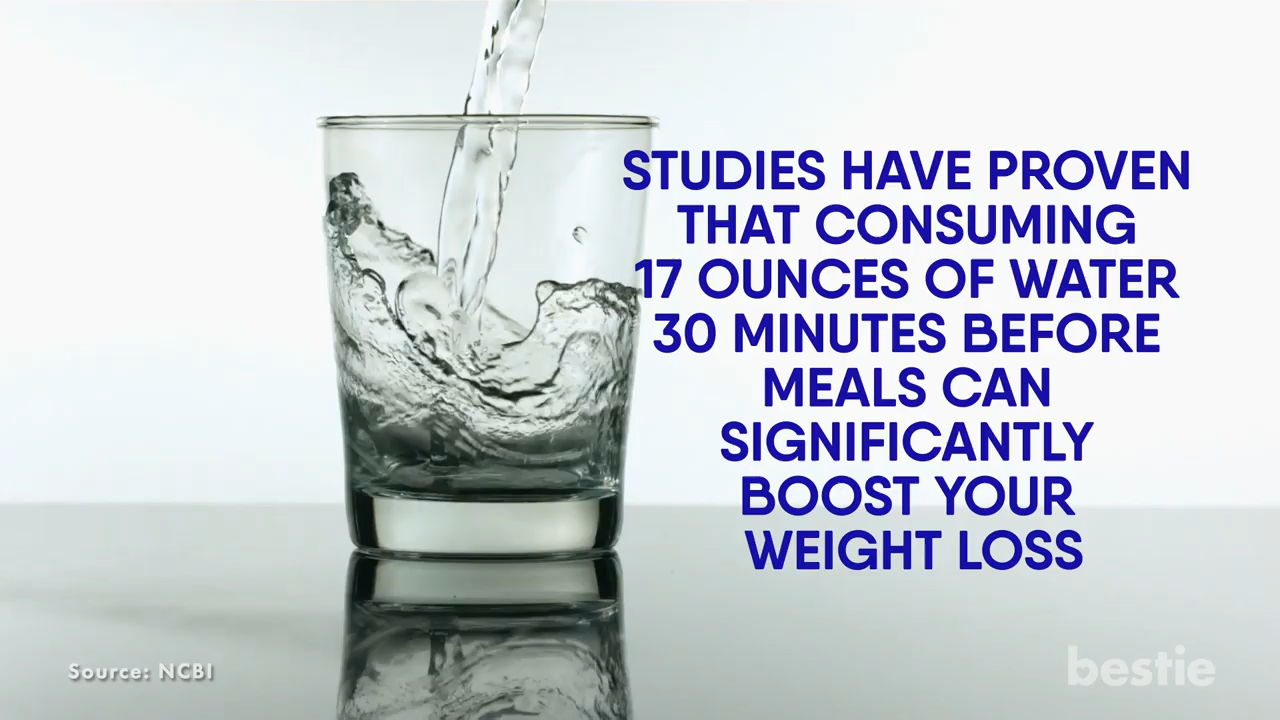 STUDIES HAVE PROVEN
THAT CONSUMING
17 OUNCES OF WATER
30 MINUTES BEFORE
MEALS CAN
SIGNIFICANTLY
BOOST YOUR
WEIGHT LOSS
Source: NCBI
bestie